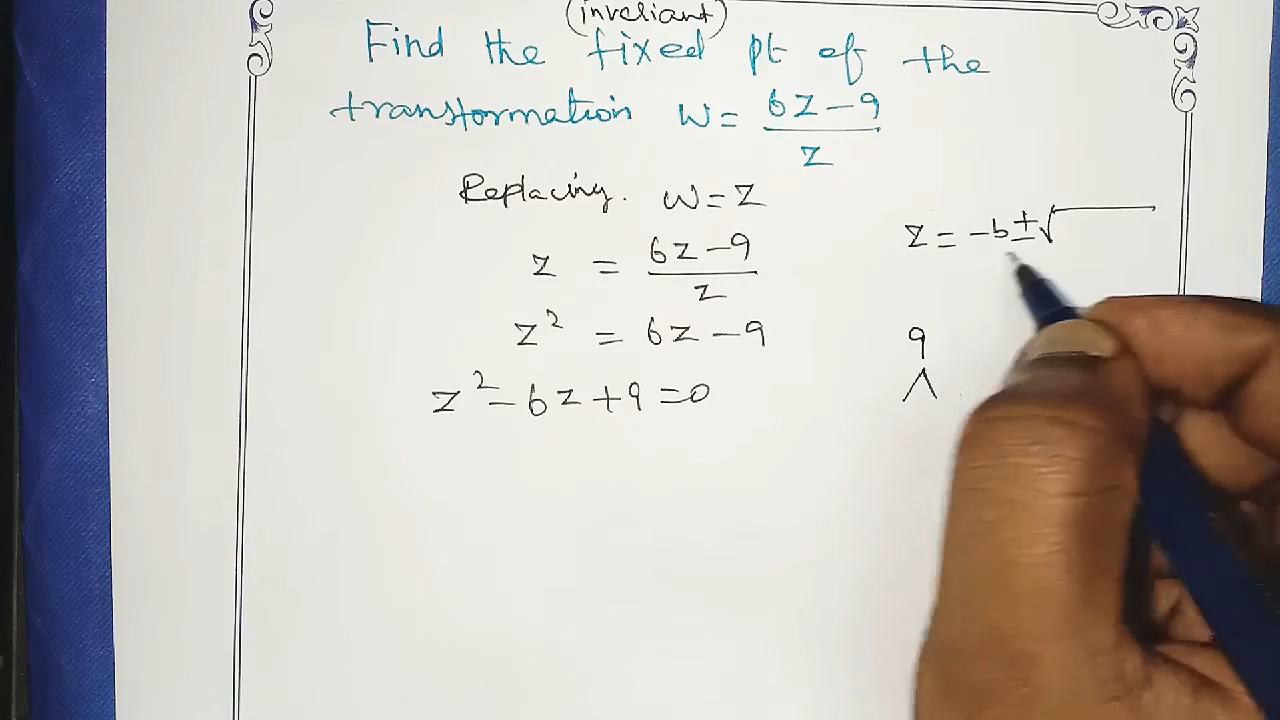 (invaliant)
Find the fixed pt of the
transformation W = 6Z-9/Z
Replacing. W = Z
Z = 6Z-9/Z
Z² = 6Z-9
Z²-6Z+9=0
Z = -b±√
9